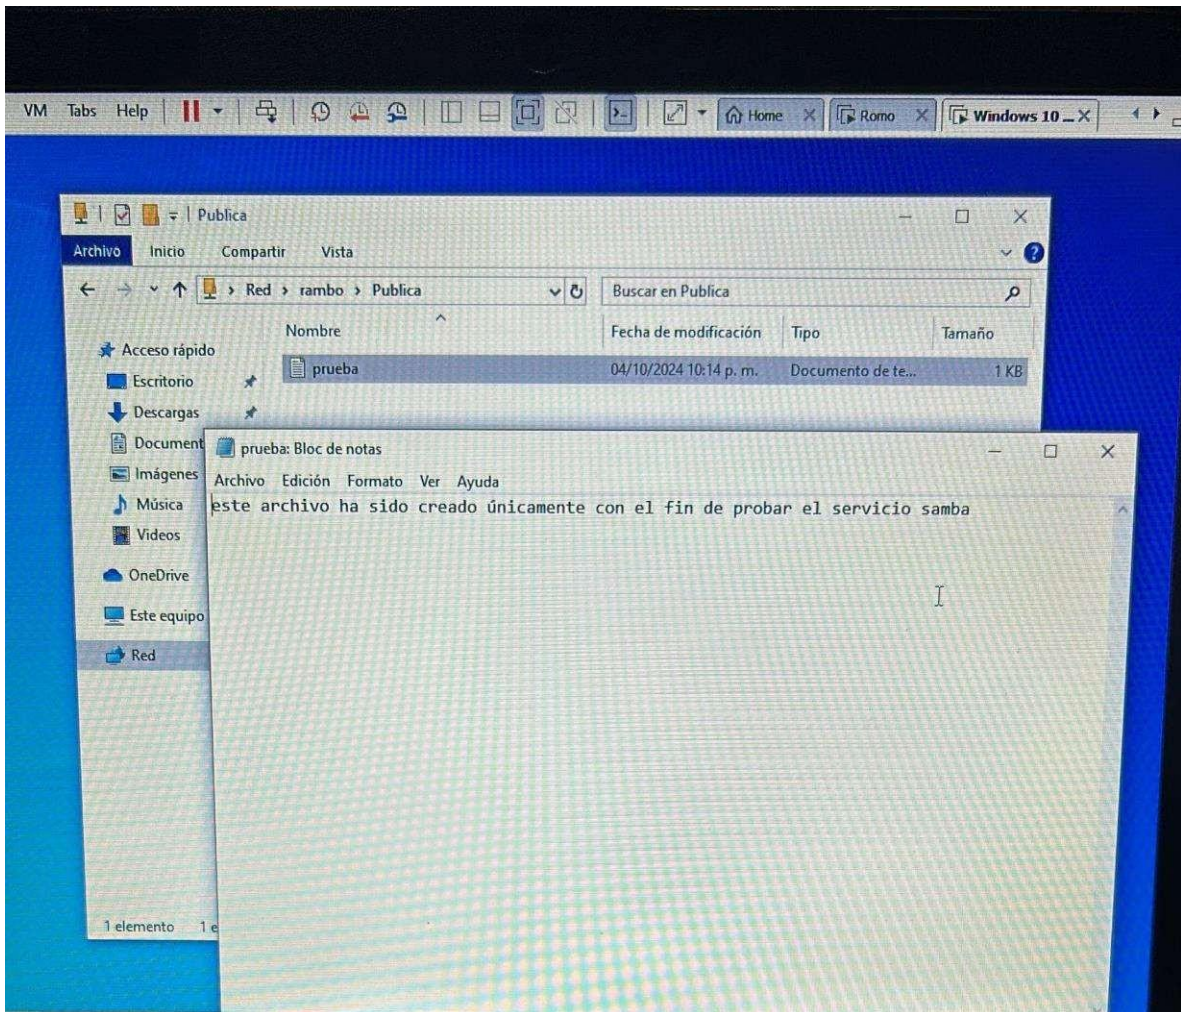 VM Tabs Help Home Romo Windows 10
Publica
Archivo Inicio Compartir Vista
Red > rambo > Publica Buscar en Publica
Nombre Fecha de modificación Tipo Tamaño
Acceso rápido
prueba 04/10/2024 10:14 p. m. Documento de te... 1 KB
Escritorio
Descargas
Document
prueba: Bloc de notas
Imágenes
Archivo Edición Formato Ver Ayuda
Música
este archivo ha sido creado únicamente con el fin de probar el servicio samba
Videos
OneDrive
Este equipo
Red
1 elemento 1 e